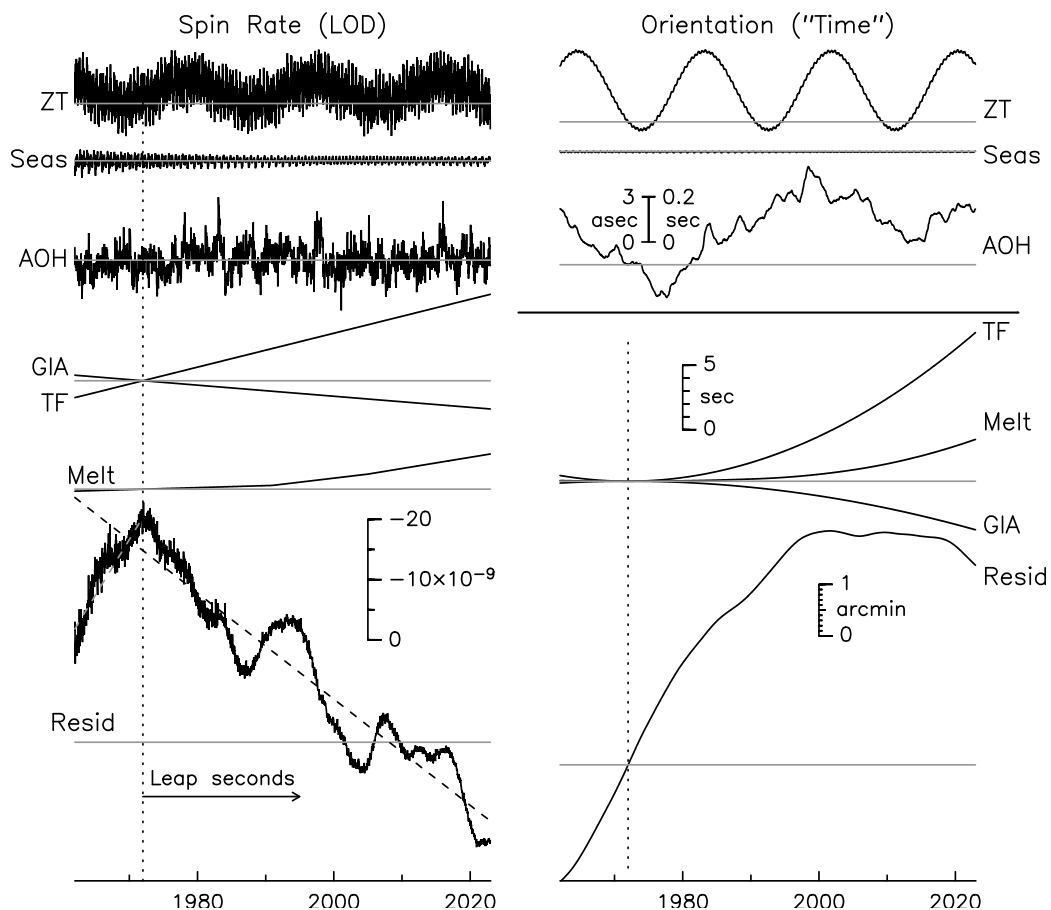 Spin Rate (LOD)
ZT
Seas
AOH
GIA
TF
Melt
−20
−10×10−9
0
Resid
Leap seconds
1980 2000 2020
Orientation ("Time")
ZT
Seas
3 0.2
asec sec
0 0
AOH
TF
5
sec
0
Melt
GIA
Resid
1
arcmin
0
1980 2000 2020